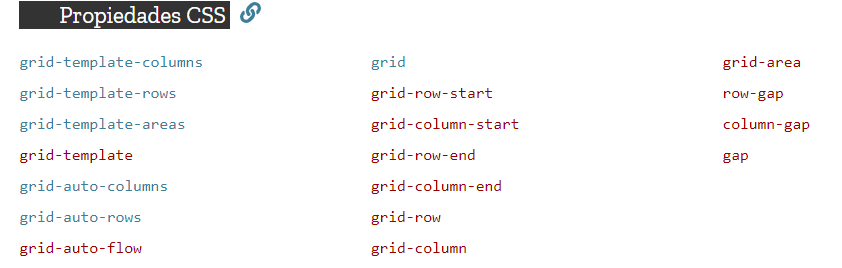 Propiedades CSS
grid-template-columns
grid-template-rows
grid-template-areas
grid-template
grid-auto-columns
grid-auto-rows
grid-auto-flow
grid
grid-row-start
grid-column-start
grid-row-end
grid-column-end
grid-row
grid-column
grid-area
row-gap
column-gap
gap